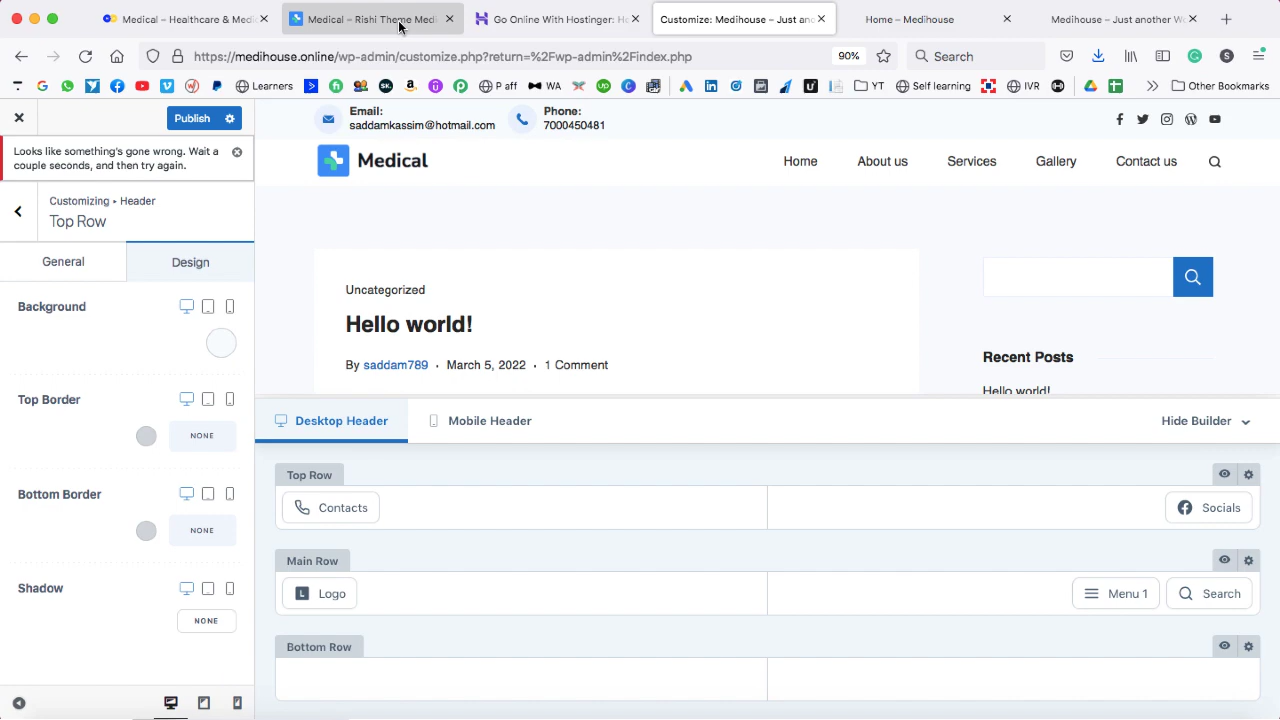 Medical – Healthcare & Medic
Medical – Rishi Theme Medi
Go Online With Hostinger: Ho
Customize: Medihouse – Just ano
Home – Medihouse
Medihouse – Just another W
https://medihouse.online/wp-admin/customize.php?return=%2Fwp-admin%2Findex.php
90%
Search
Learners
P aff
WA
YT
Self learning
IVR
Other Bookmarks
Publish
Looks like something's gone wrong. Wait a
couple seconds, and then try again.
Customizing ▸ Header
Top Row
General
Design
Background
Top Border
NONE
Bottom Border
NONE
Shadow
NONE
Email:
saddamkassim@hotmail.com
Phone:
7000450481
Medical
Home
About us
Services
Gallery
Contact us
Uncategorized
Hello world!
By saddam789 · March 5, 2022 · 1 Comment
Recent Posts
Hello world!
Desktop Header
Mobile Header
Hide Builder
Top Row
Contacts
Socials
Main Row
Logo
Menu 1
Search
Bottom Row